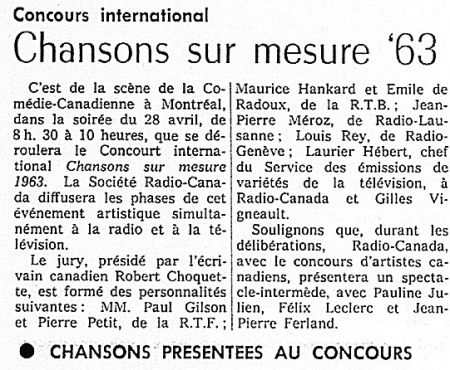 Concours international
Chansons sur mesure '63
C'est de la scène de la Co-
médie-Canadienne à Montréal,
dans la soirée du 28 avril, de
8 h. 30 à 10 heures, que se dé-
roulera le Concourt interna-
tional Chansons sur mesure
1963. La Société Radio-Cana-
da diffusera les phases de cet
événement artistique simulta-
nément à la radio et à la té-
lévision.
Le jury, présidé par l'écri-
vain canadien Robert Choquet-
te, est formé des personnalités
suivantes : MM. Paul Gilson
et Pierre Petit, de la R.T.F. ;
Maurice Hankard et Emile de
Radoux, de la R.T.B. ; Jean-
Pierre Méroz, de Radio-Lau-
sanne ; Louis Rey, de Radio-
Genève ; Laurier Hébert, chef
du Service des émissions de
variétés de la télévision, à
Radio-Canada et Gilles Vi-
gneault.
Soulignons que, durant les
délibérations, Radio-Canada,
avec le concours d'artistes ca-
nadiens, présentera un specta-
cle-intermède, avec Pauline Ju-
lien, Félix Leclerc et Jean-
Pierre Ferland.
● CHANSONS PRESENTEES AU CONCOURS